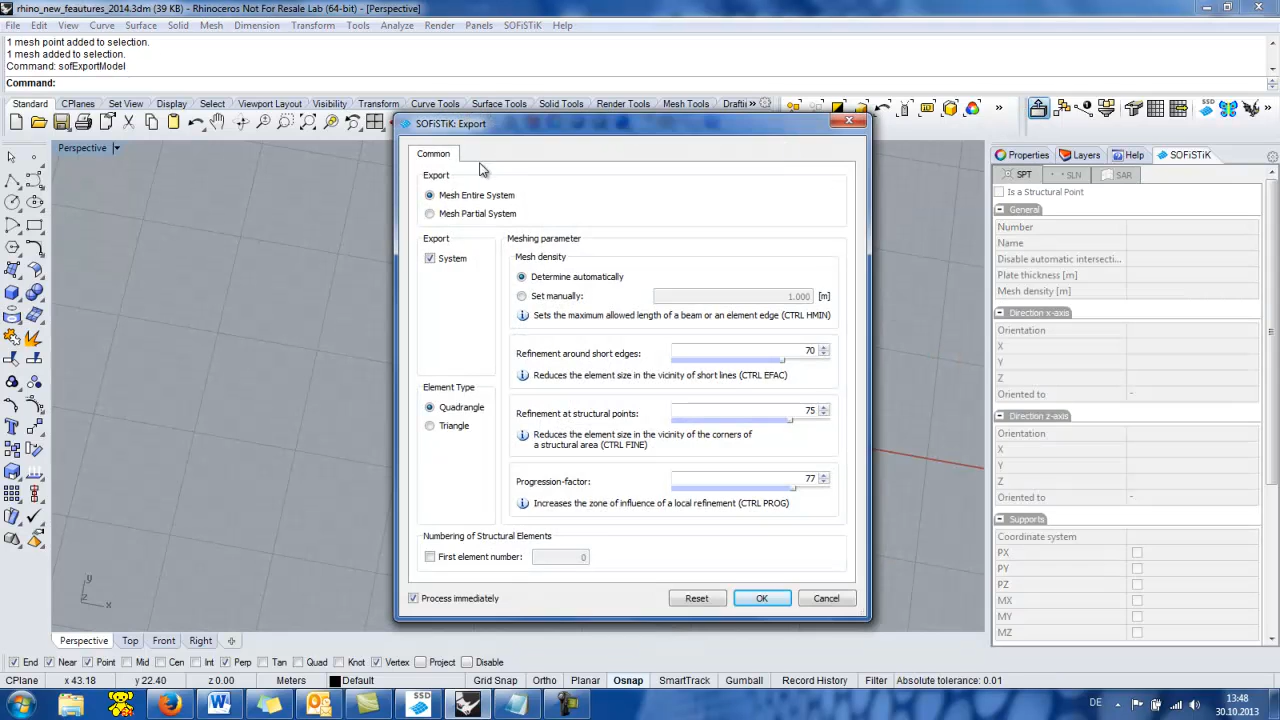 rhino_new_feautures_2014.3dm (39 KB) - Rhinoceros Not For Resale Lab (64-bit) - [Perspective]
File Edit View Curve Surface Solid Mesh Dimension Transform Tools Analyze Render Panels SOFiSTiK Help
1 mesh point added to selection.
1 mesh added to selection.
Command: sofExportModel
Command:
Standard CPlanes Set View Display Select Viewport Layout Visibility Transform Curve Tools Surface Tools Solid Tools Render Tools Mesh Tools Draftin
SOFiSTiK: Export
Perspective
Properties Layers Help SOFiSTiK
Common
SPT SLN SAR
Export
Is a Structural Point
Mesh Entire System
General
Mesh Partial System
Number
Name
Export
Meshing parameter
Disable automatic intersecti...
System
Mesh density
Plate thickness [m]
Determine automatically
Mesh density [m]
Set manually: 1.000 [m]
Direction x-axis
Sets the maximum allowed length of a beam or an element edge (CTRL HMIN)
Orientation
X
Refinement around short edges: 70
Y
Reduces the element size in the vicinity of short lines (CTRL EFAC)
Z
Element Type
Oriented to -
Quadrangle
Refinement at structural points: 75
Direction z-axis
Triangle
Reduces the element size in the vicinity of the corners of
a structural area (CTRL FINE)
Orientation
X
Y
Progression-factor: 77
Z
Increases the zone of influence of a local refinement (CTRL PROG)
Oriented to -
Supports
Numbering of Structural Elements
Coordinate system
First element number: 0
PX
PY
PZ
Process immediately Reset OK Cancel
MX
MY
MZ
y
z x
Perspective Top Front Right
End Near Point Mid Cen Int Perp Tan Quad Knot Vertex Project Disable
CPlane x 43.18 y 22.40 z 0.00 Meters Default Grid Snap Ortho Planar Osnap SmartTrack Gumball Record History Filter Absolute tolerance: 0.01
SSD
DE 13:48
30.10.2013